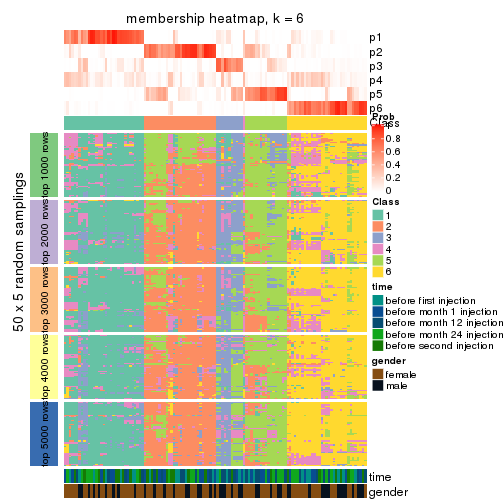 membership heatmap, k = 6
p1
p2
p3
p4
p5
p6
Class
Prob
1
0.8
0.6
0.4
0.2
0
Class
1
2
3
4
5
6
time
before first injection
before month 1 injection
before month 12 injection
before month 24 injection
before second injection
gender
female
male
50 x 5 random samplings
top 1000 rows
top 2000 rows
top 3000 rows
top 4000 rows
top 5000 rows
time
gender